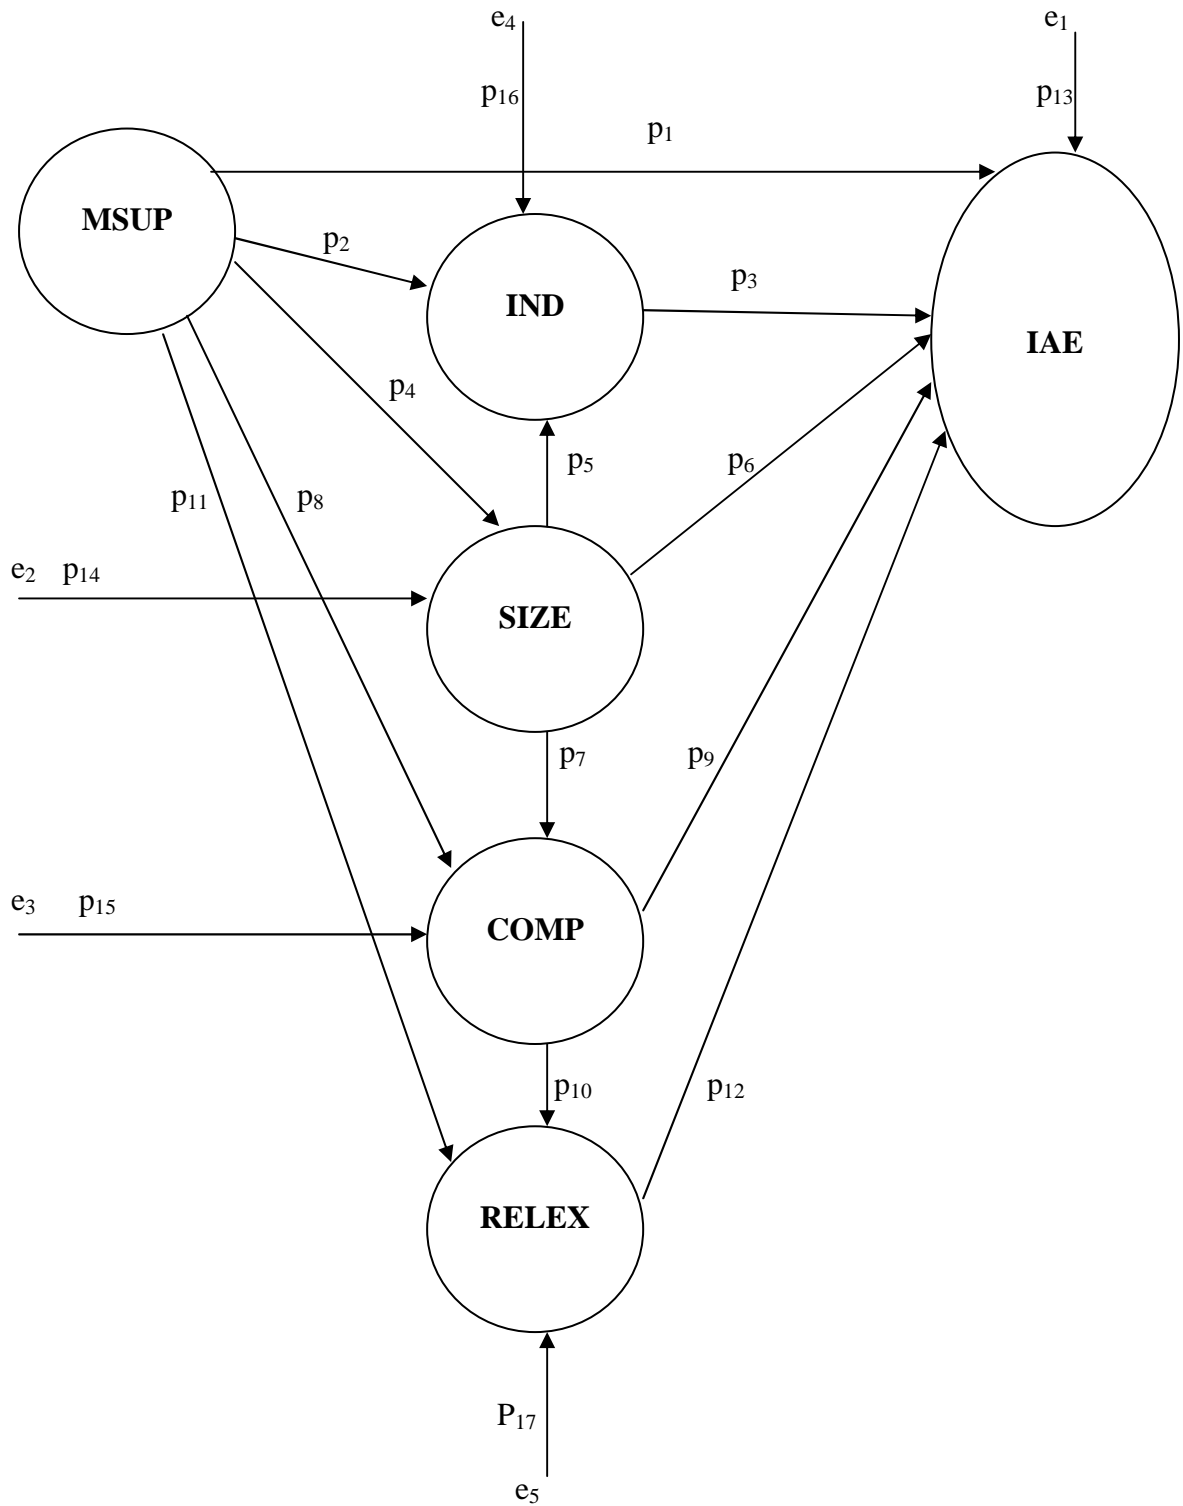 e₄
e₁
p₁₆
p₁₃
p₁
MSUP
p₂
p₃
IND
IAE
p₄
p₅
p₆
p₁₁
p₈
e₂ p₁₄
SIZE
p₇
p₉
e₃ p₁₅
COMP
p₁₀
p₁₂
RELEX
P₁₇
e₅